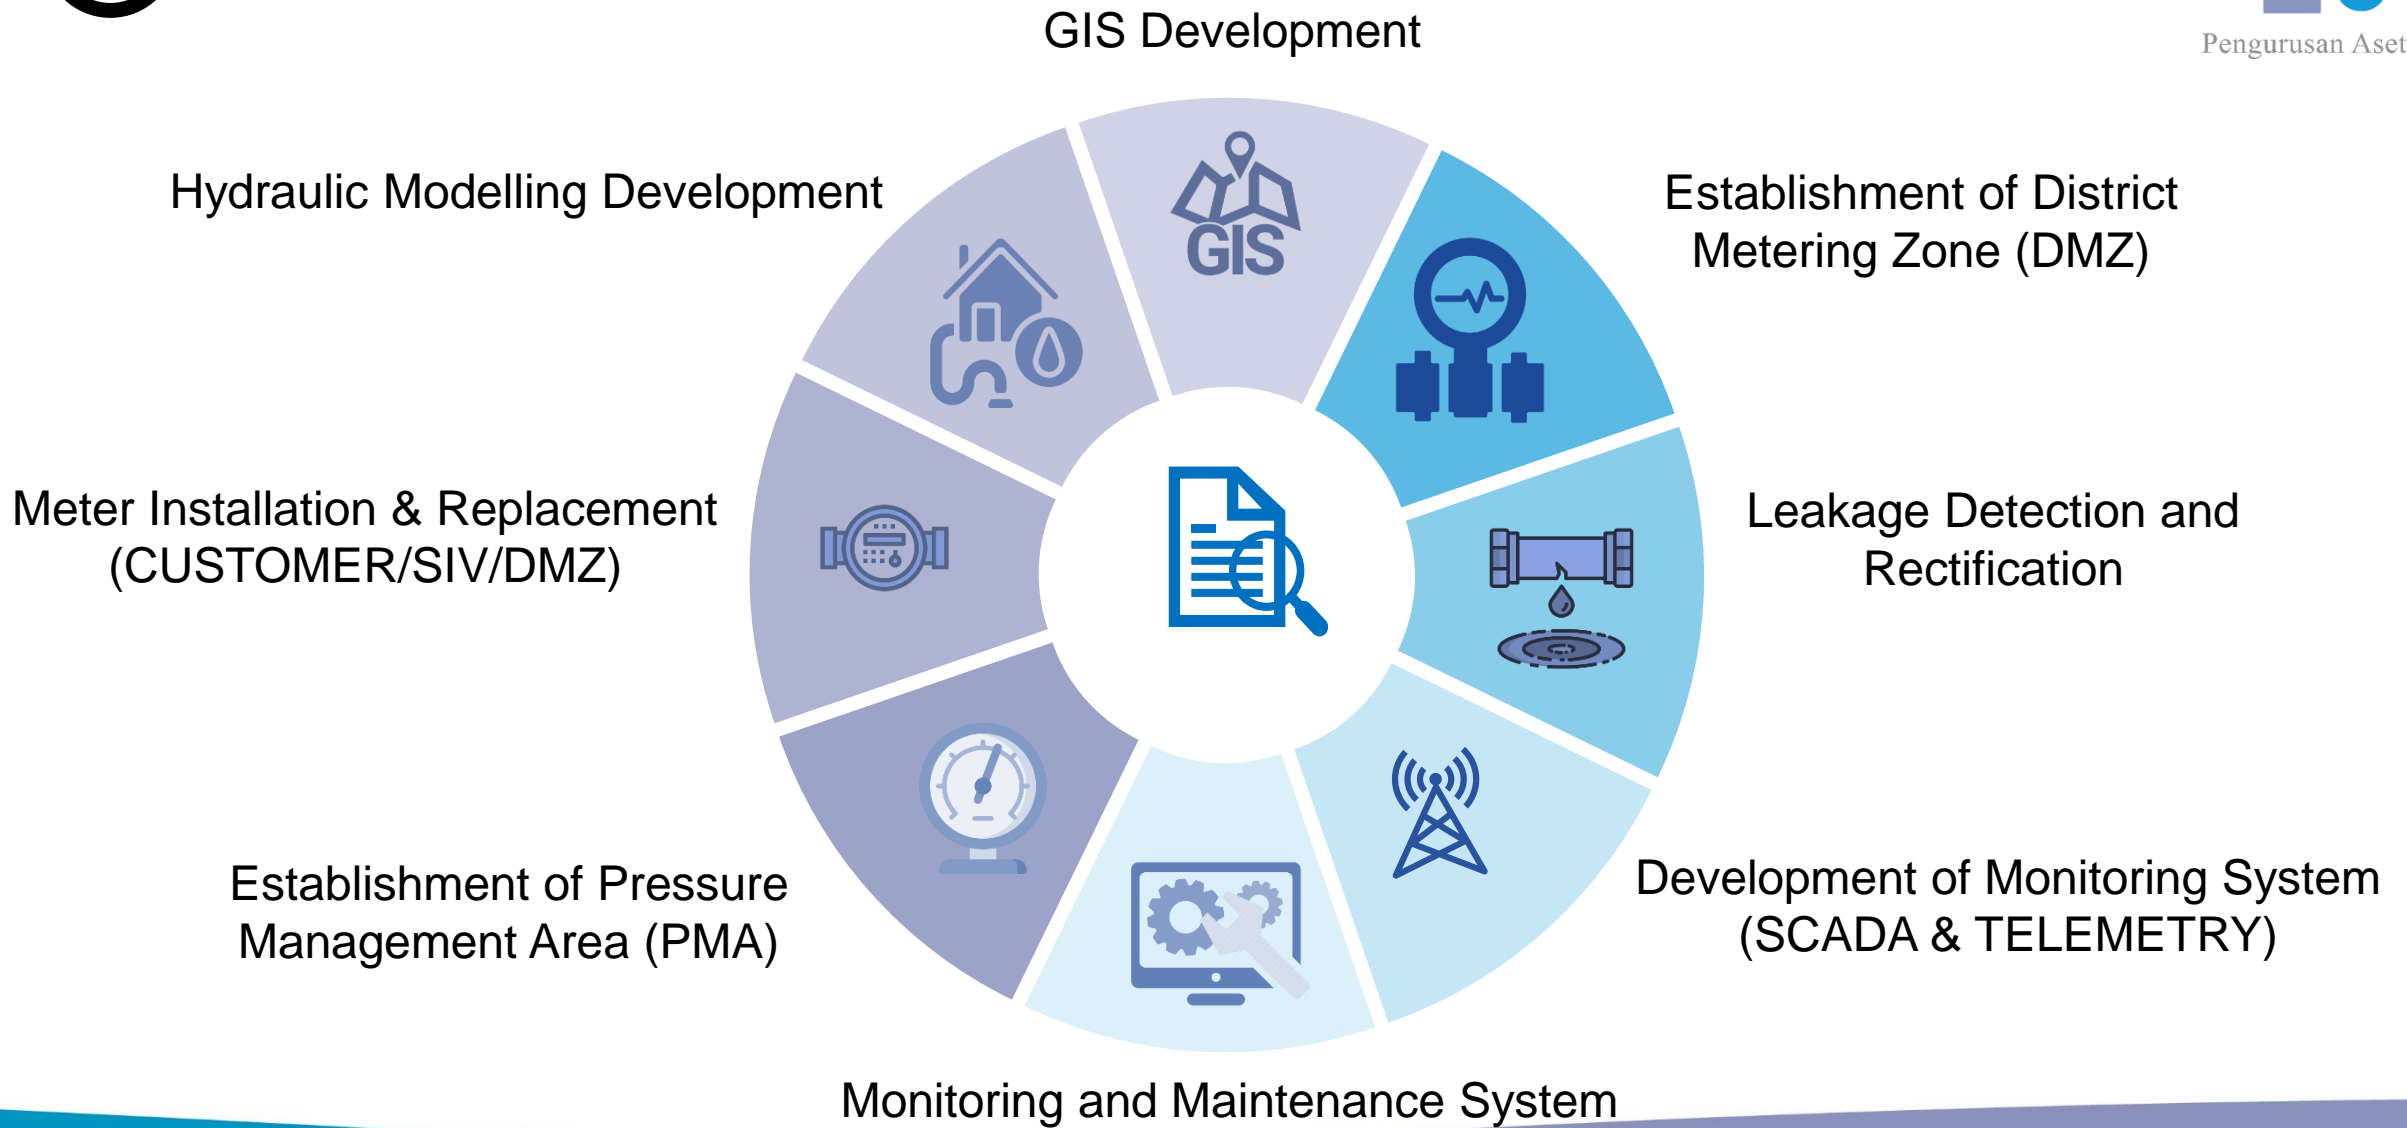 GIS Development
Pengurusan Aset
Hydraulic Modelling Development
GIS
Establishment of District
Metering Zone (DMZ)
Meter Installation & Replacement
(CUSTOMER/SIV/DMZ)
Leakage Detection and
Rectification
Establishment of Pressure
Management Area (PMA)
Development of Monitoring System
(SCADA & TELEMETRY)
Monitoring and Maintenance System